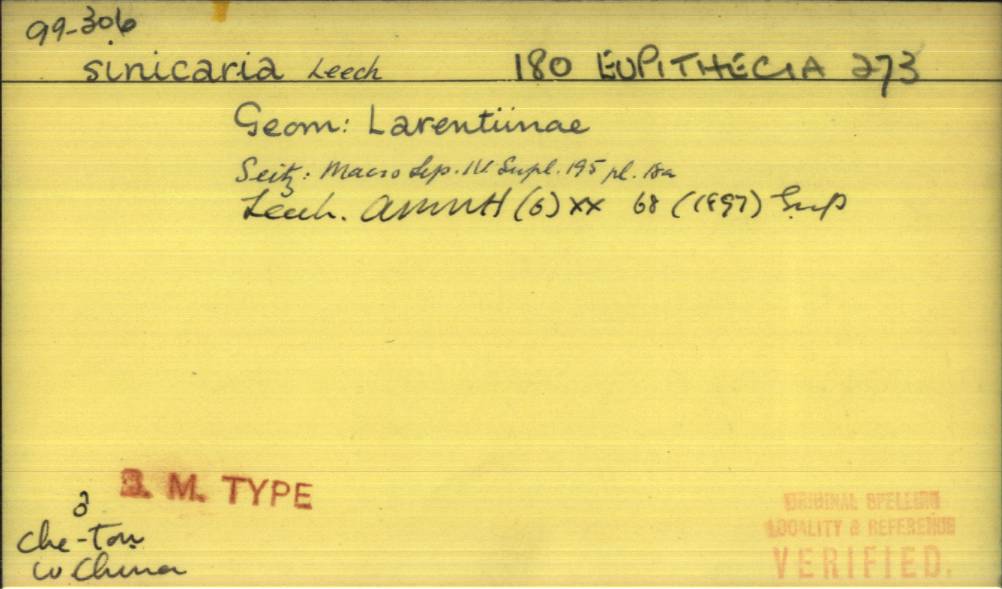 99-306
sinicaria Leech 180 EUPITHECIA 273
Geom: Larentiinae
Seitz: Macro Lep. IV Supl. 195 pl. 18a
Leech. AMNH (6) XX 68 (1897) Sup
♂ B. M. TYPE
Che-Tou
W China
ORIGINAL SPELLING
LOCALITY & REFERENCE
VERIFIED.